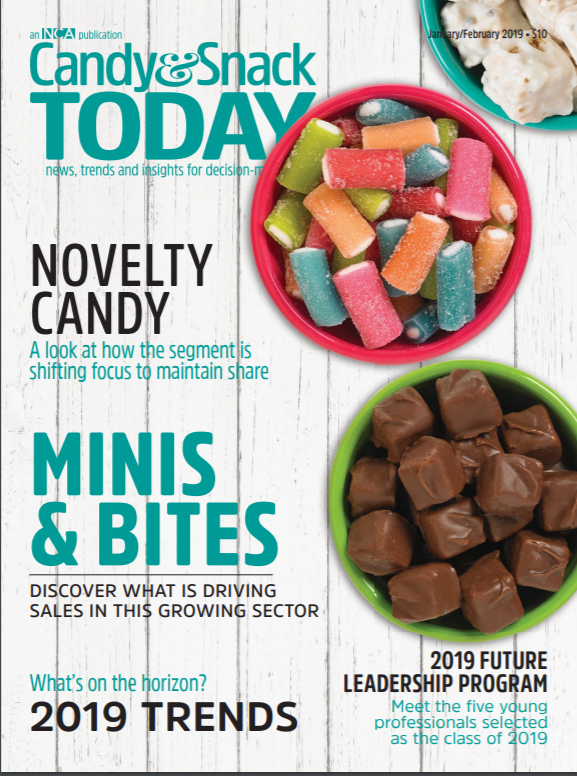 an NCA publication
January/February 2019 • $10
Candy&Snack
TODAY
news, trends and insights for
NOVELTY
CANDY
A look at how the segment is
shifting focus to maintain share
MINIS
& BITES
DISCOVER WHAT IS DRIVING
SALES IN THIS GROWING SECTOR
What's on the horizon?
2019 TRENDS
2019 FUTURE
LEADERSHIP PROGRAM
Meet the five young
professionals selected
as the class of 2019